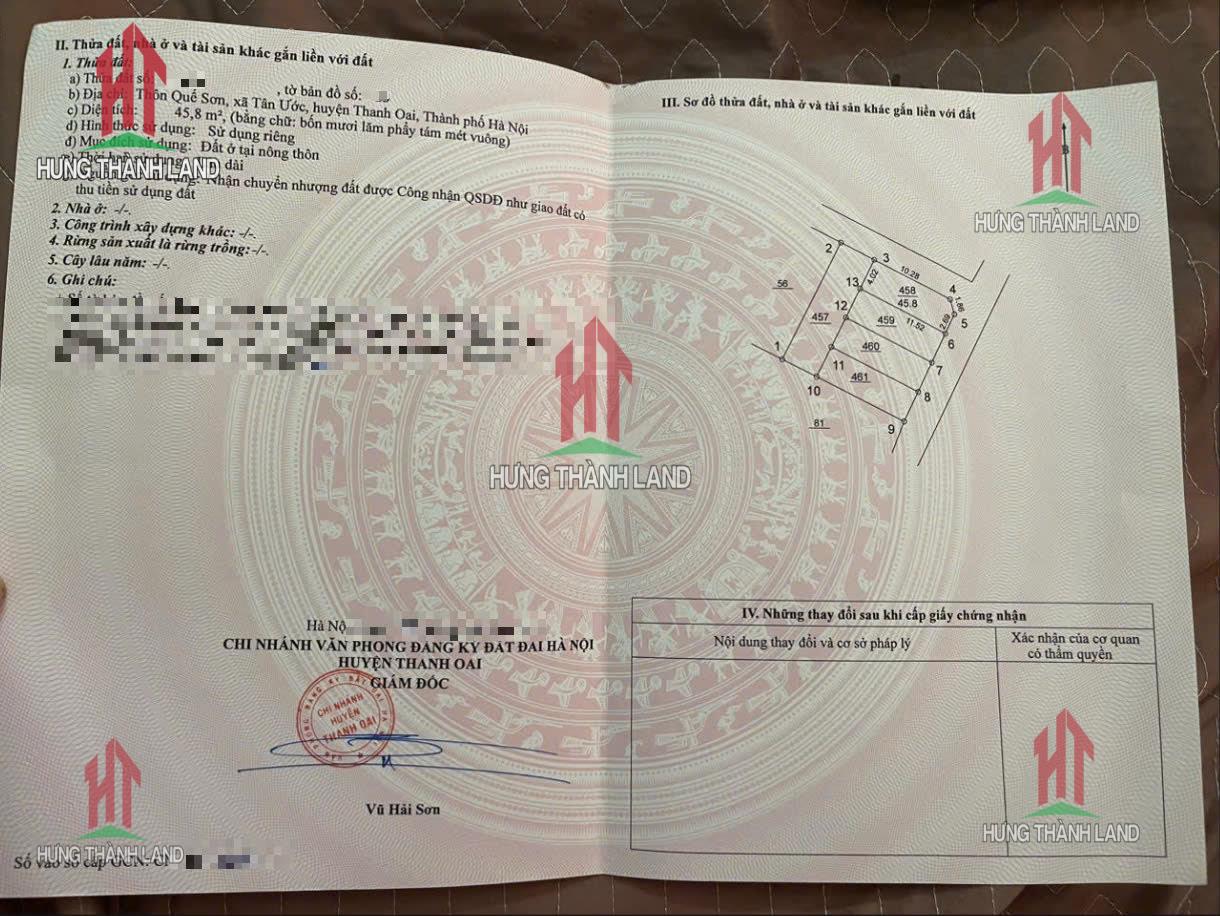 II. Thửa đất, nhà ở và tài sản khác gắn liền với đất
1. Thửa đất:
a) Thửa đất số: , tờ bản đồ số:
b) Địa chỉ: Thôn Quế Sơn, xã Tân Ước, huyện Thanh Oai, Thành phố Hà Nội
c) Diện tích: 45,8 m², (bằng chữ: bốn mươi lăm phẩy tám mét vuông)
d) Hình thức sử dụng: Sử dụng riêng
đ) Mục đích sử dụng: Đất ở tại nông thôn
dài
Nhận chuyển nhượng đất được Công nhận QSDĐ như giao đất có
thu tiền sử dụng đất
2. Nhà ở: -/-.
3. Công trình xây dựng khác: -/-.
4. Rừng sản xuất là rừng trồng: -/-.
5. Cây lâu năm: -/-.
6. Ghi chú:
Hà Nộ
CHI NHÁNH VĂN PHÒNG ĐĂNG KÝ ĐẤT ĐAI HÀ NỘI
HUYỆN THANH OAI
GIÁM ĐỐC
CHI NHÁNH
HUYỆN
THANH OAI
Vũ Hải Sơn
Số vào sổ cấp GCN:
III. Sơ đồ thửa đất, nhà ở và tài sản khác gắn liền với đất
B
2
3
10.28
4
56
13
4.02
458
45.8
1.86
5
12
457
459
11.52
2.69
6
1
460
7
11
461
10
8
81
9
IV. Những thay đổi sau khi cấp giấy chứng nhận
Nội dung thay đổi và cơ sở pháp lý
Xác nhận của cơ quan
có thẩm quyền
HƯNG THÀNH LAND
HƯNG THÀNH LAND
HƯNG THÀNH LAND
HƯNG THÀNH LAND
HƯNG THÀNH LAND